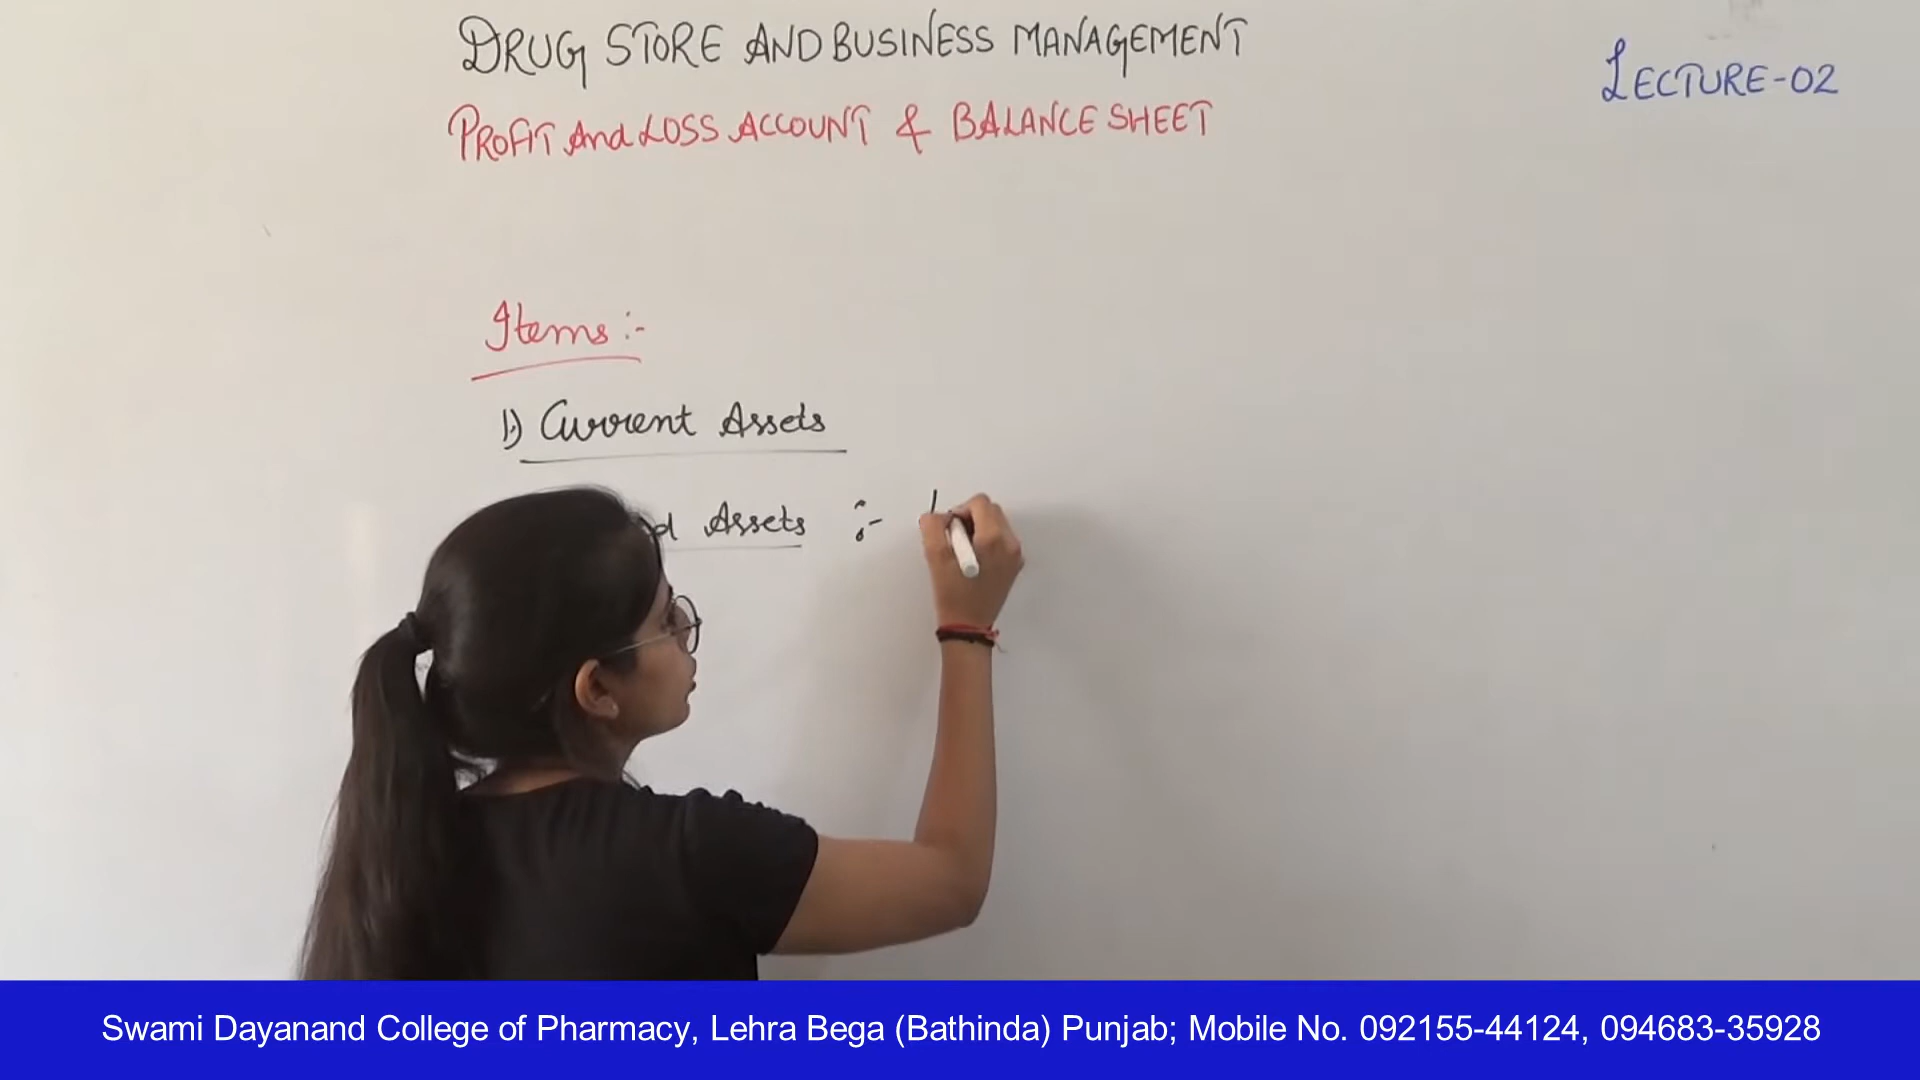 DRUG STORE AND BUSINESS MANAGEMENT
LECTURE-02
PROFIT And LOSS ACCOUNT & BALANCE SHEET
Items :-
1) Current Assets
Assets :-
Swami Dayanand College of Pharmacy, Lehra Bega (Bathinda) Punjab; Mobile No. 092155-44124, 094683-35928